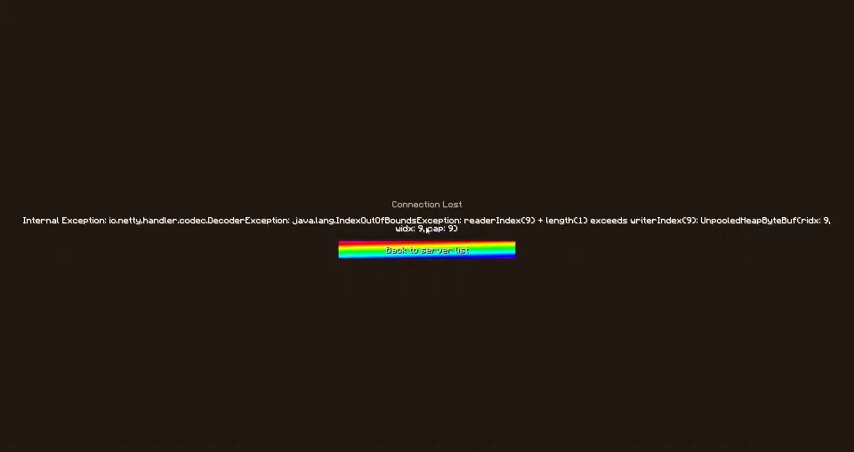 Connection Lost
Internal Exception: io.netty.handler.codec.DecoderException: java.lang.IndexOutOfBoundsException: readerIndex(9) + length(1) exceeds writerIndex(9): UnpooledHeapByteBuf(ridx: 9,
widx: 9, cap: 9)
Back to server list